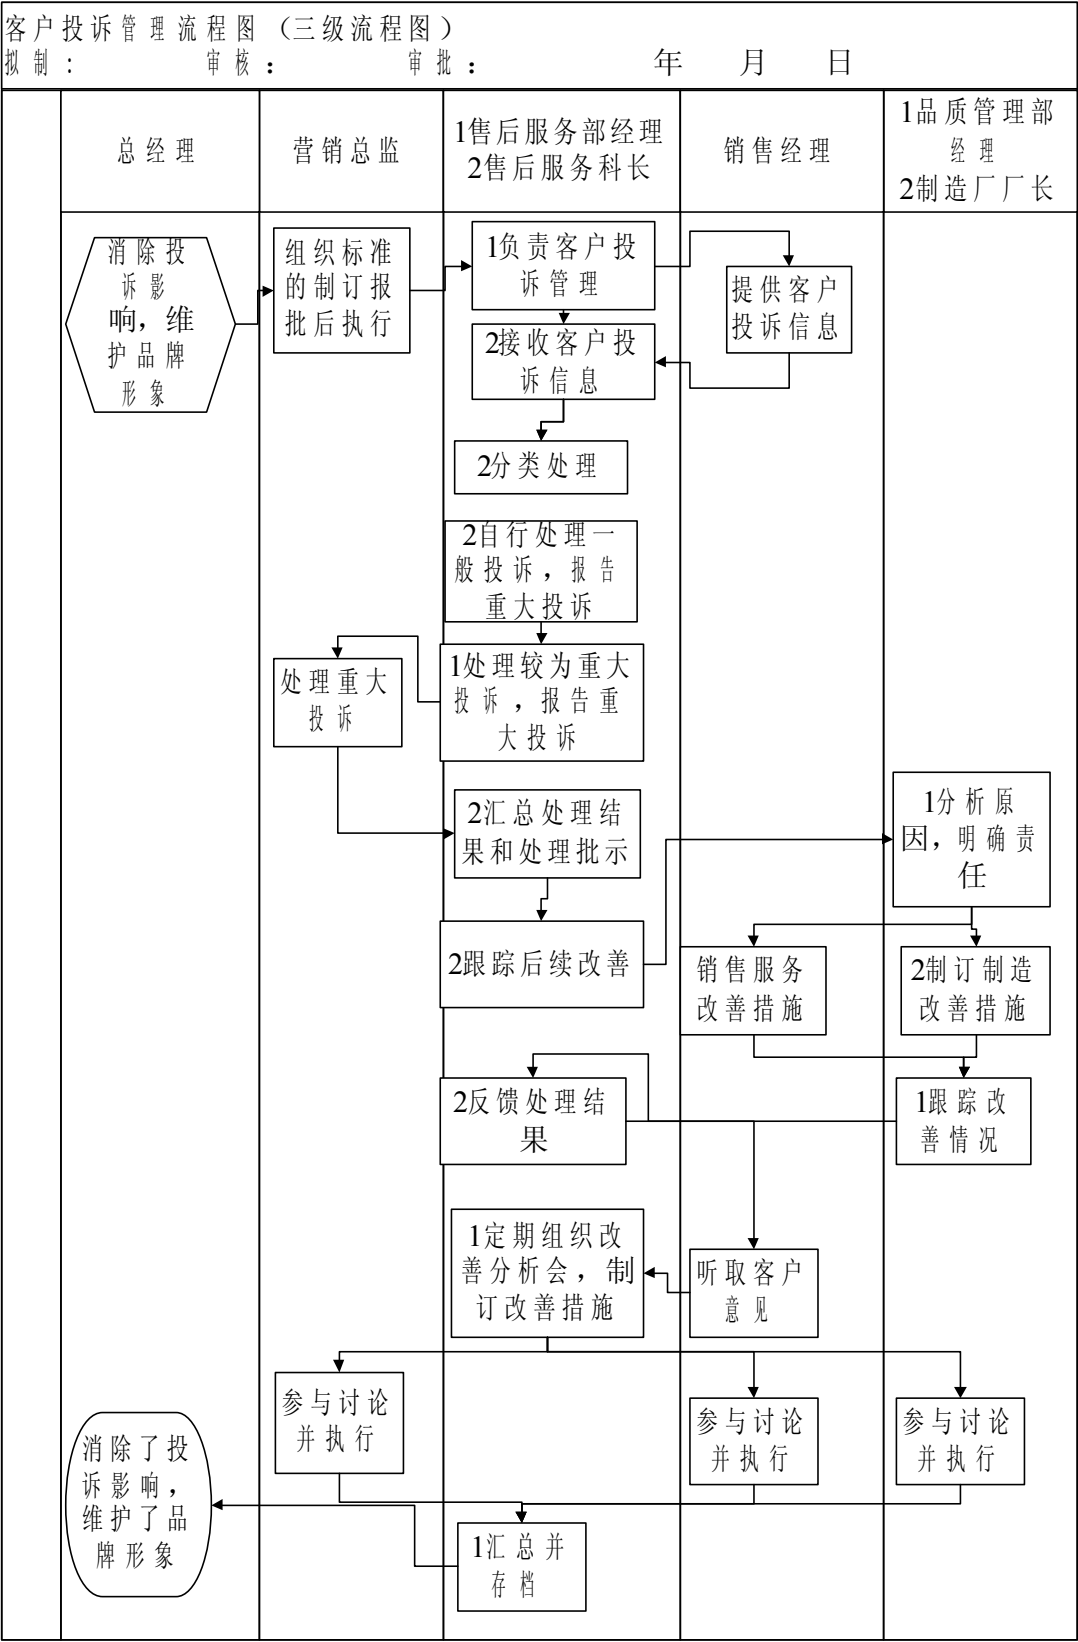 客户投诉管理流程图（三级流程图）
拟制： 审核： 审批： 年 月 日
总经理
营销总监
1售后服务部经理
2售后服务科长
销售经理
1品质管理部
经理
2制造厂厂长
消除投
诉影
响，维
护品牌
形象
组织标准
的制订报
批后执行
1负责客户投
诉管理
提供客户
投诉信息
2接收客户投
诉信息
2分类处理
2自行处理一
般投诉，报告
重大投诉
1处理较为重大
投诉，报告重
大投诉
处理重大
投诉
2汇总处理结
果和处理批示
1分析原
因，明确责
任
2跟踪后续改善
销售服务
改善措施
2制订制造
改善措施
2反馈处理结
果
1跟踪改
善情况
1定期组织改
善分析会，制
订改善措施
听取客户
意见
参与讨论
并执行
参与讨论
并执行
参与讨论
并执行
消除了投
诉影响，
维护了品
牌形象
1汇总并
存档